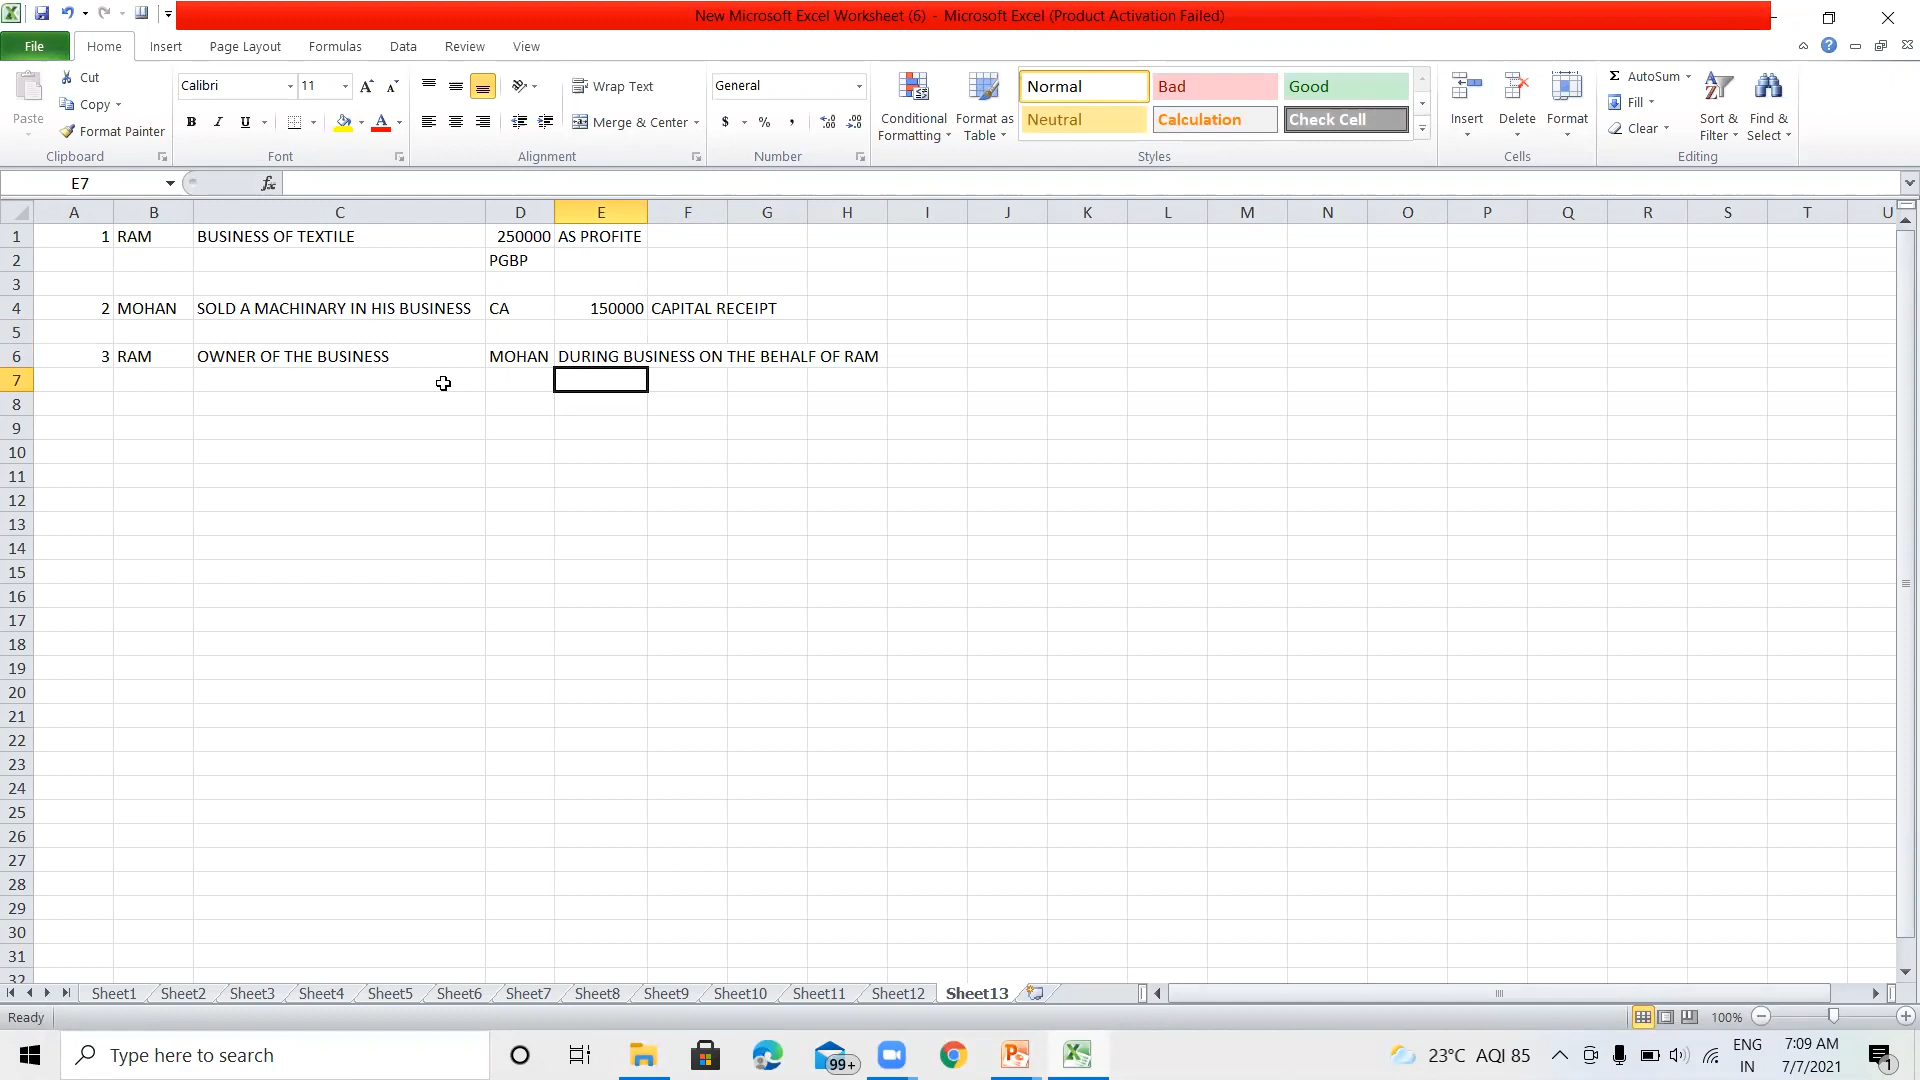 New Microsoft Excel Worksheet (6) - Microsoft Excel (Product Activation Failed)
File Home Insert Page Layout Formulas Data Review View
Paste
Cut
Copy
Format Painter
Clipboard
Calibri 11
B I U
Font
Wrap Text
Merge & Center
Alignment
General
$ % ,
Number
Conditional Formatting
Format as Table
Normal Bad Good
Neutral Calculation Check Cell
Styles
Insert Delete Format
Cells
Σ AutoSum
Fill
Clear
Sort & Filter
Find & Select
Editing
E7 fx
A B C D E F G H I J K L M N O P Q R S T U
1 1 RAM BUSINESS OF TEXTILE 250000 AS PROFITE
2 PGBP
3
4 2 MOHAN SOLD A MACHINARY IN HIS BUSINESS CA 150000 CAPITAL RECEIPT
5
6 3 RAM OWNER OF THE BUSINESS MOHAN DURING BUSINESS ON THE BEHALF OF RAM
7
8
9
10
11
12
13
14
15
16
17
18
19
20
21
22
23
24
25
26
27
28
29
30
31
32
Sheet1 Sheet2 Sheet3 Sheet4 Sheet5 Sheet6 Sheet7 Sheet8 Sheet9 Sheet10 Sheet11 Sheet12 Sheet13
Ready 100%
Type here to search
99+
23°C AQI 85
ENG
IN
7:09 AM
7/7/2021
1